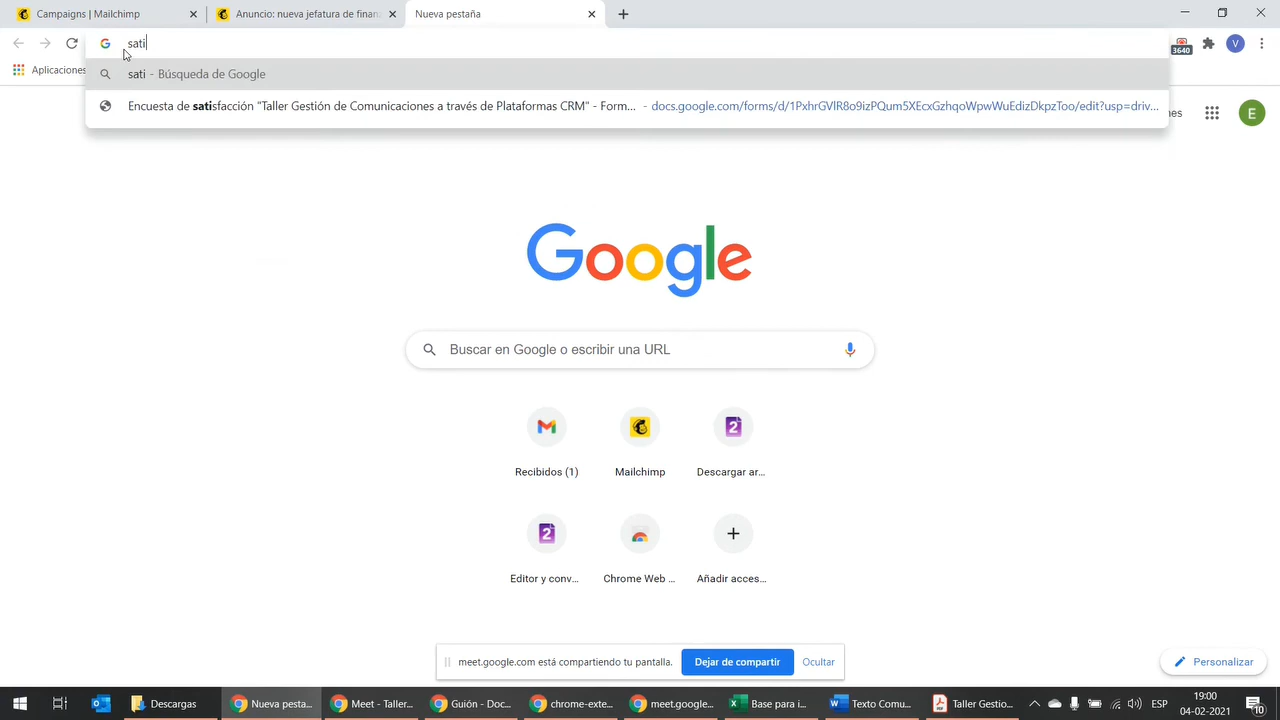 Campaigns | Mailchimp
Anuncio: nueva jefatura de finan
Nueva pestaña
sati
3640
V
Aplicaciones
sati - Búsqueda de Google
Encuesta de satisfacción "Taller Gestión de Comunicaciones a través de Plataformas CRM" - Form... - docs.google.com/forms/d/1PxhrGVlR8o9izPQum5XEcxGzhqoWpwWuEdizDkpzToo/edit?usp=driv...
E
Google
Buscar en Google o escribir una URL
Recibidos (1)
Mailchimp
Descargar ar...
Editor y conv...
Chrome Web ...
Añadir acces...
meet.google.com está compartiendo tu pantalla.
Dejar de compartir
Ocultar
Personalizar
Descargas
Nueva pesta...
Meet - Taller...
Guión - Doc...
chrome-exte...
meet.google...
Base para i...
Texto Comu...
Taller Gestio...
ESP
19:00
04-02-2021
10